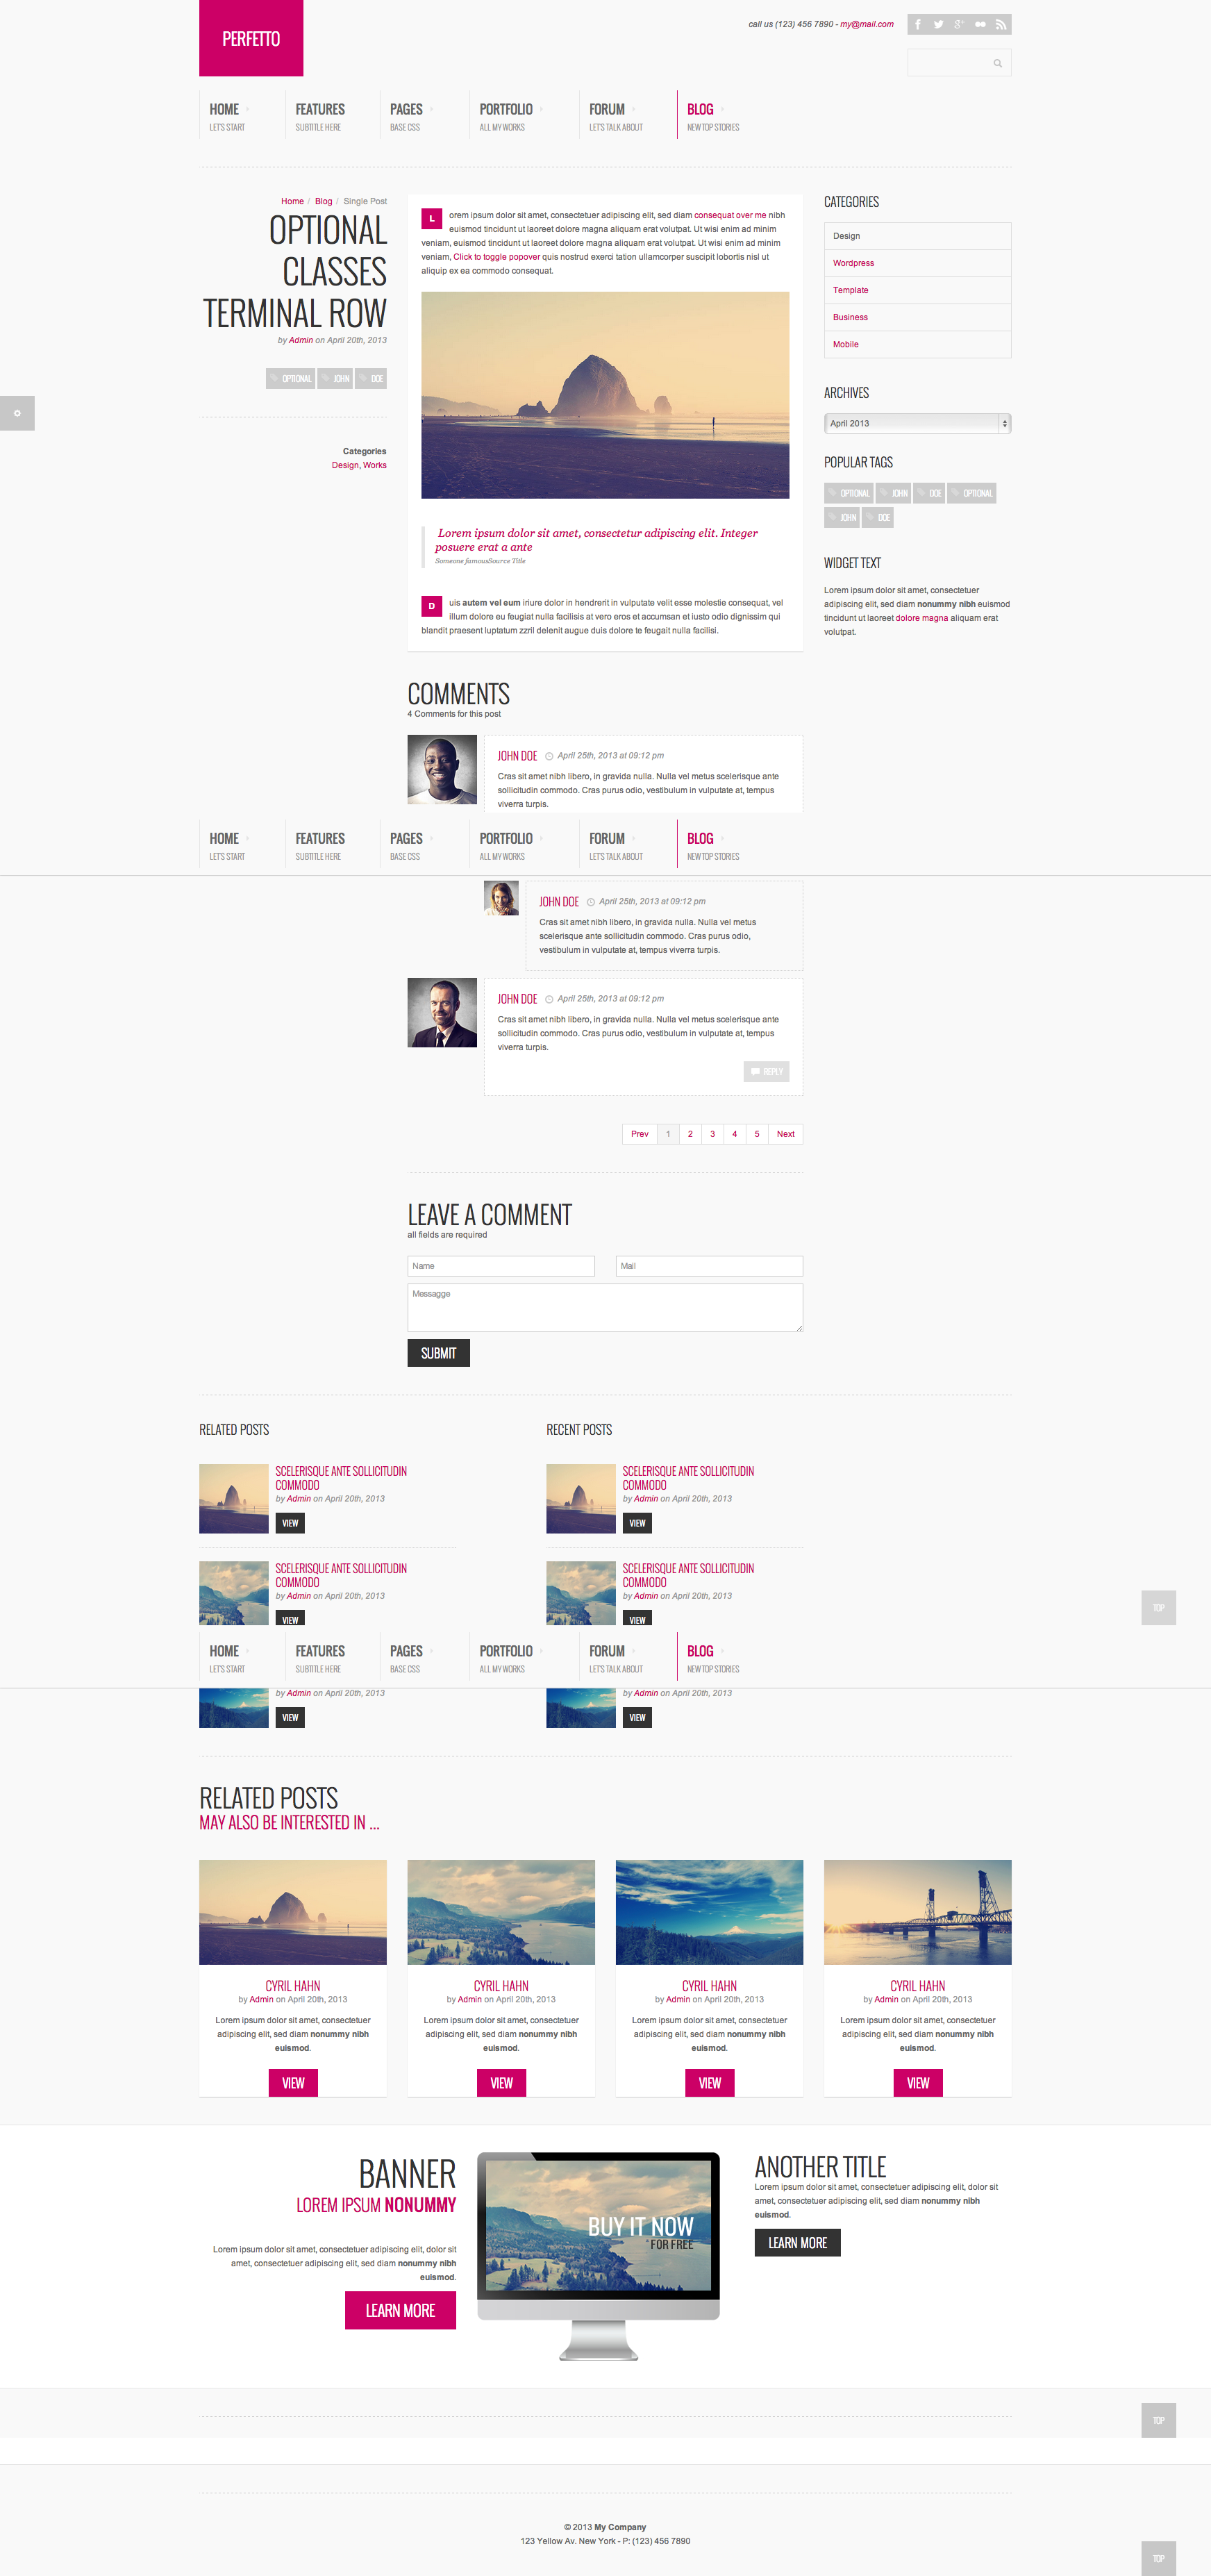 PERFETTO
call us (123) 456 7890 - my@mail.com
HOME FEATURES PAGES PORTFOLIO FORUM BLOG
LET'S START SUBTITLE HERE BASE CSS ALL MY WORKS LET'S TALK ABOUT NEW TOP STORIES
Home / Blog / Single Post
OPTIONAL
CLASSES
TERMINAL ROW
by Admin on April 20th, 2013
OPTIONAL JOHN DOE
Categories
Design, Works
L orem ipsum dolor sit amet, consectetuer adipiscing elit, sed diam consequat over me nibh
euismod tincidunt ut laoreet dolore magna aliquam erat volutpat. Ut wisi enim ad minim
veniam, euismod tincidunt ut laoreet dolore magna aliquam erat volutpat. Ut wisi enim ad minim
veniam, Click to toggle popover quis nostrud exerci tation ullamcorper suscipit lobortis nisl ut
aliquip ex ea commodo consequat.
Lorem ipsum dolor sit amet, consectetur adipiscing elit. Integer
posuere erat a ante
Someone famousSource Title
D uis autem vel eum iriure dolor in hendrerit in vulputate velit esse molestie consequat, vel
illum dolore eu feugiat nulla facilisis at vero eros et accumsan et iusto odio dignissim qui
blandit praesent luptatum zzril delenit augue duis dolore te feugait nulla facilisi.
CATEGORIES
Design
Wordpress
Template
Business
Mobile
ARCHIVES
April 2013
POPULAR TAGS
OPTIONAL JOHN DOE OPTIONAL
JOHN DOE
WIDGET TEXT
Lorem ipsum dolor sit amet, consectetuer
adipiscing elit, sed diam nonummy nibh euismod
tincidunt ut laoreet dolore magna aliquam erat
volutpat.
COMMENTS
4 Comments for this post
JOHN DOE April 25th, 2013 at 09:12 pm
Cras sit amet nibh libero, in gravida nulla. Nulla vel metus scelerisque ante
sollicitudin commodo. Cras purus odio, vestibulum in vulputate at, tempus
viverra turpis.
HOME FEATURES PAGES PORTFOLIO FORUM BLOG
LET'S START SUBTITLE HERE BASE CSS ALL MY WORKS LET'S TALK ABOUT NEW TOP STORIES
JOHN DOE April 25th, 2013 at 09:12 pm
Cras sit amet nibh libero, in gravida nulla. Nulla vel metus
scelerisque ante sollicitudin commodo. Cras purus odio,
vestibulum in vulputate at, tempus viverra turpis.
JOHN DOE April 25th, 2013 at 09:12 pm
Cras sit amet nibh libero, in gravida nulla. Nulla vel metus scelerisque ante
sollicitudin commodo. Cras purus odio, vestibulum in vulputate at, tempus
viverra turpis.
REPLY
Prev 1 2 3 4 5 Next
LEAVE A COMMENT
all fields are required
Name Mail
Messagge
SUBMIT
RELATED POSTS
SCELERISQUE ANTE SOLLICITUDIN
COMMODO
by Admin on April 20th, 2013
VIEW
SCELERISQUE ANTE SOLLICITUDIN
COMMODO
by Admin on April 20th, 2013
VIEW
RECENT POSTS
SCELERISQUE ANTE SOLLICITUDIN
COMMODO
by Admin on April 20th, 2013
VIEW
SCELERISQUE ANTE SOLLICITUDIN
COMMODO
by Admin on April 20th, 2013
VIEW
TOP
HOME FEATURES PAGES PORTFOLIO FORUM BLOG
LET'S START SUBTITLE HERE BASE CSS ALL MY WORKS LET'S TALK ABOUT NEW TOP STORIES
by Admin on April 20th, 2013
VIEW
by Admin on April 20th, 2013
VIEW
RELATED POSTS
MAY ALSO BE INTERESTED IN ...
CYRIL HAHN
by Admin on April 20th, 2013
Lorem ipsum dolor sit amet, consectetuer
adipiscing elit, sed diam nonummy nibh
euismod.
VIEW
CYRIL HAHN
by Admin on April 20th, 2013
Lorem ipsum dolor sit amet, consectetuer
adipiscing elit, sed diam nonummy nibh
euismod.
VIEW
CYRIL HAHN
by Admin on April 20th, 2013
Lorem ipsum dolor sit amet, consectetuer
adipiscing elit, sed diam nonummy nibh
euismod.
VIEW
CYRIL HAHN
by Admin on April 20th, 2013
Lorem ipsum dolor sit amet, consectetuer
adipiscing elit, sed diam nonummy nibh
euismod.
VIEW
BANNER
LOREM IPSUM NONUMMY
Lorem ipsum dolor sit amet, consectetuer adipiscing elit, dolor sit
amet, consectetuer adipiscing elit, sed diam nonummy nibh
euismod.
LEARN MORE
BUY IT NOW
* FOR FREE
ANOTHER TITLE
Lorem ipsum dolor sit amet, consectetuer adipiscing elit, dolor sit
amet, consectetuer adipiscing elit, sed diam nonummy nibh
euismod.
LEARN MORE
TOP
© 2013 My Company
123 Yellow Av. New York - P: (123) 456 7890
TOP